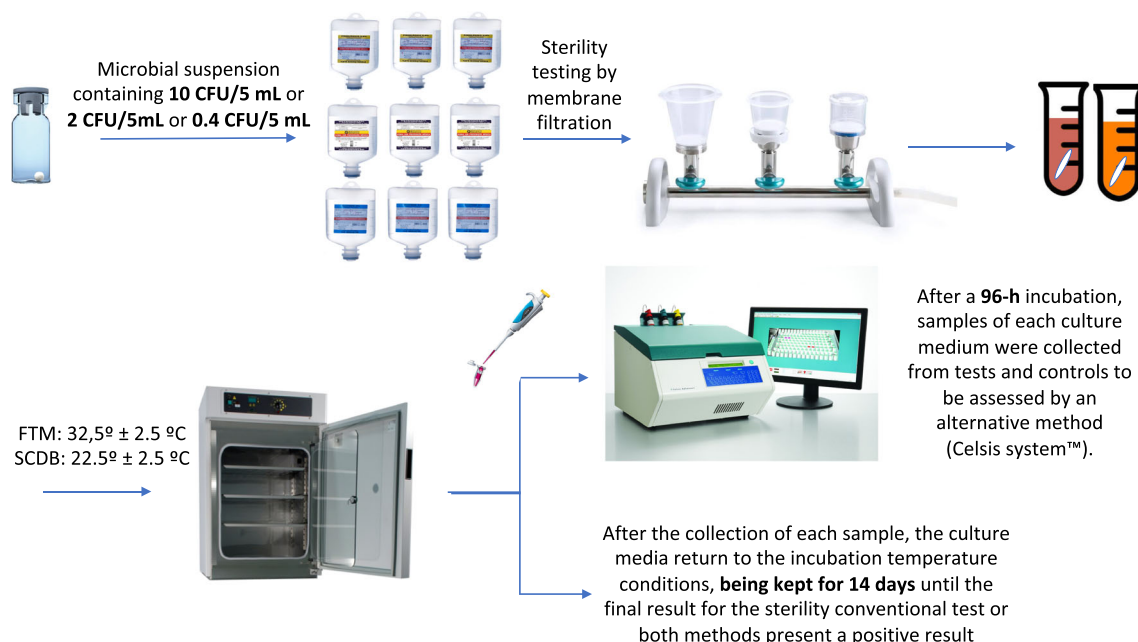 Microbial suspension
containing 10 CFU/5 mL or
2 CFU/5mL or 0.4 CFU/5 mL
Sterility
testing by
membrane
filtration
After a 96-h incubation,
samples of each culture
medium were collected
from tests and controls to
be assessed by an
alternative method
(Celsis system™).
FTM: 32,5º ± 2.5 ºC
SCDB: 22.5º ± 2.5 ºC
After the collection of each sample, the culture
media return to the incubation temperature
conditions, being kept for 14 days until the
final result for the sterility conventional test or
both methods present a positive result